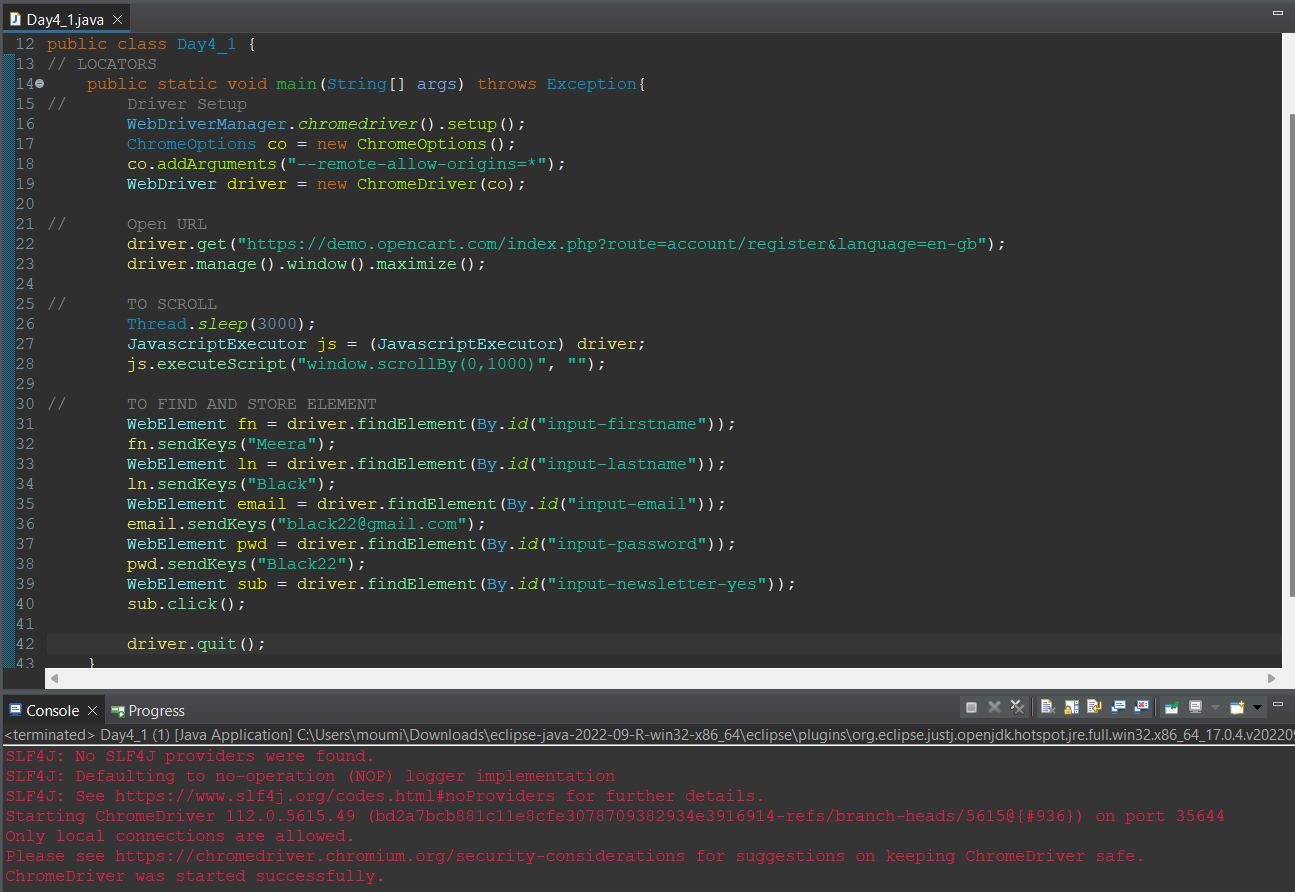 Day4_1.java
12 public class Day4_1 {
13 // LOCATORS
14 public static void main(String[] args) throws Exception{
15 // Driver Setup
16 WebDriverManager.chromedriver().setup();
17 ChromeOptions co = new ChromeOptions();
18 co.addArguments("--remote-allow-origins=*");
19 WebDriver driver = new ChromeDriver(co);
20
21 // Open URL
22 driver.get("https://demo.opencart.com/index.php?route=account/register&language=en-gb");
23 driver.manage().window().maximize();
24
25 // TO SCROLL
26 Thread.sleep(3000);
27 JavascriptExecutor js = (JavascriptExecutor) driver;
28 js.executeScript("window.scrollBy(0,1000)", "");
29
30 // TO FIND AND STORE ELEMENT
31 WebElement fn = driver.findElement(By.id("input-firstname"));
32 fn.sendKeys("Meera");
33 WebElement ln = driver.findElement(By.id("input-lastname"));
34 ln.sendKeys("Black");
35 WebElement email = driver.findElement(By.id("input-email"));
36 email.sendKeys("black22@gmail.com");
37 WebElement pwd = driver.findElement(By.id("input-password"));
38 pwd.sendKeys("Black22");
39 WebElement sub = driver.findElement(By.id("input-newsletter-yes"));
40 sub.click();
41
42 driver.quit();
43 }
Console Progress
<terminated> Day4_1 (1) [Java Application] C:\Users\moumi\Downloads\eclipse-java-2022-09-R-win32-x86_64\eclipse\plugins\org.eclipse.justj.openjdk.hotspot.jre.full.win32.x86_64_17.0.4.v202209
SLF4J: No SLF4J providers were found.
SLF4J: Defaulting to no-operation (NOP) logger implementation
SLF4J: See https://www.slf4j.org/codes.html#noProviders for further details.
Starting ChromeDriver 112.0.5615.49 (bd2a7bcb881c11e8cfe3078709382934e3916914-refs/branch-heads/5615@{#936}) on port 35644
Only local connections are allowed.
Please see https://chromedriver.chromium.org/security-considerations for suggestions on keeping ChromeDriver safe.
ChromeDriver was started successfully.